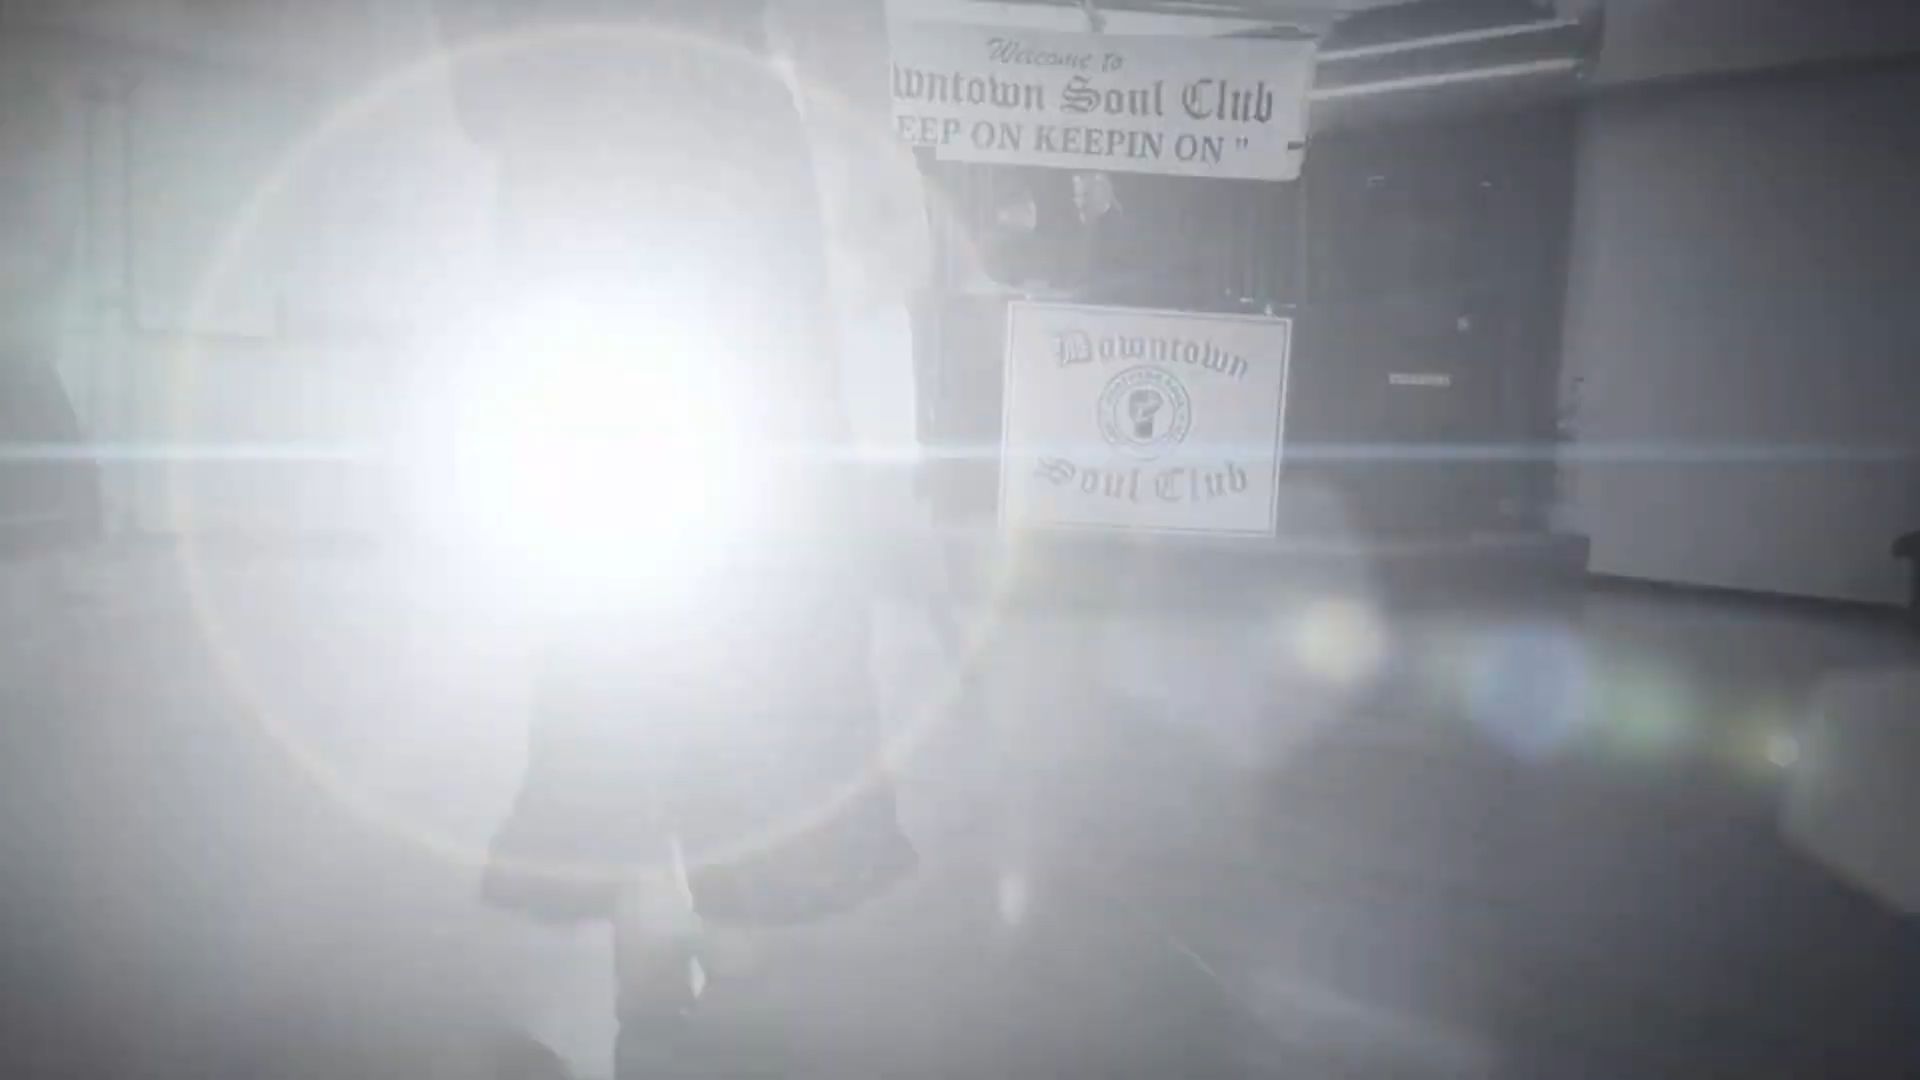 Welcome to
wntown Soul Club
EEP ON KEEPIN ON "
Downtown
Soul Club